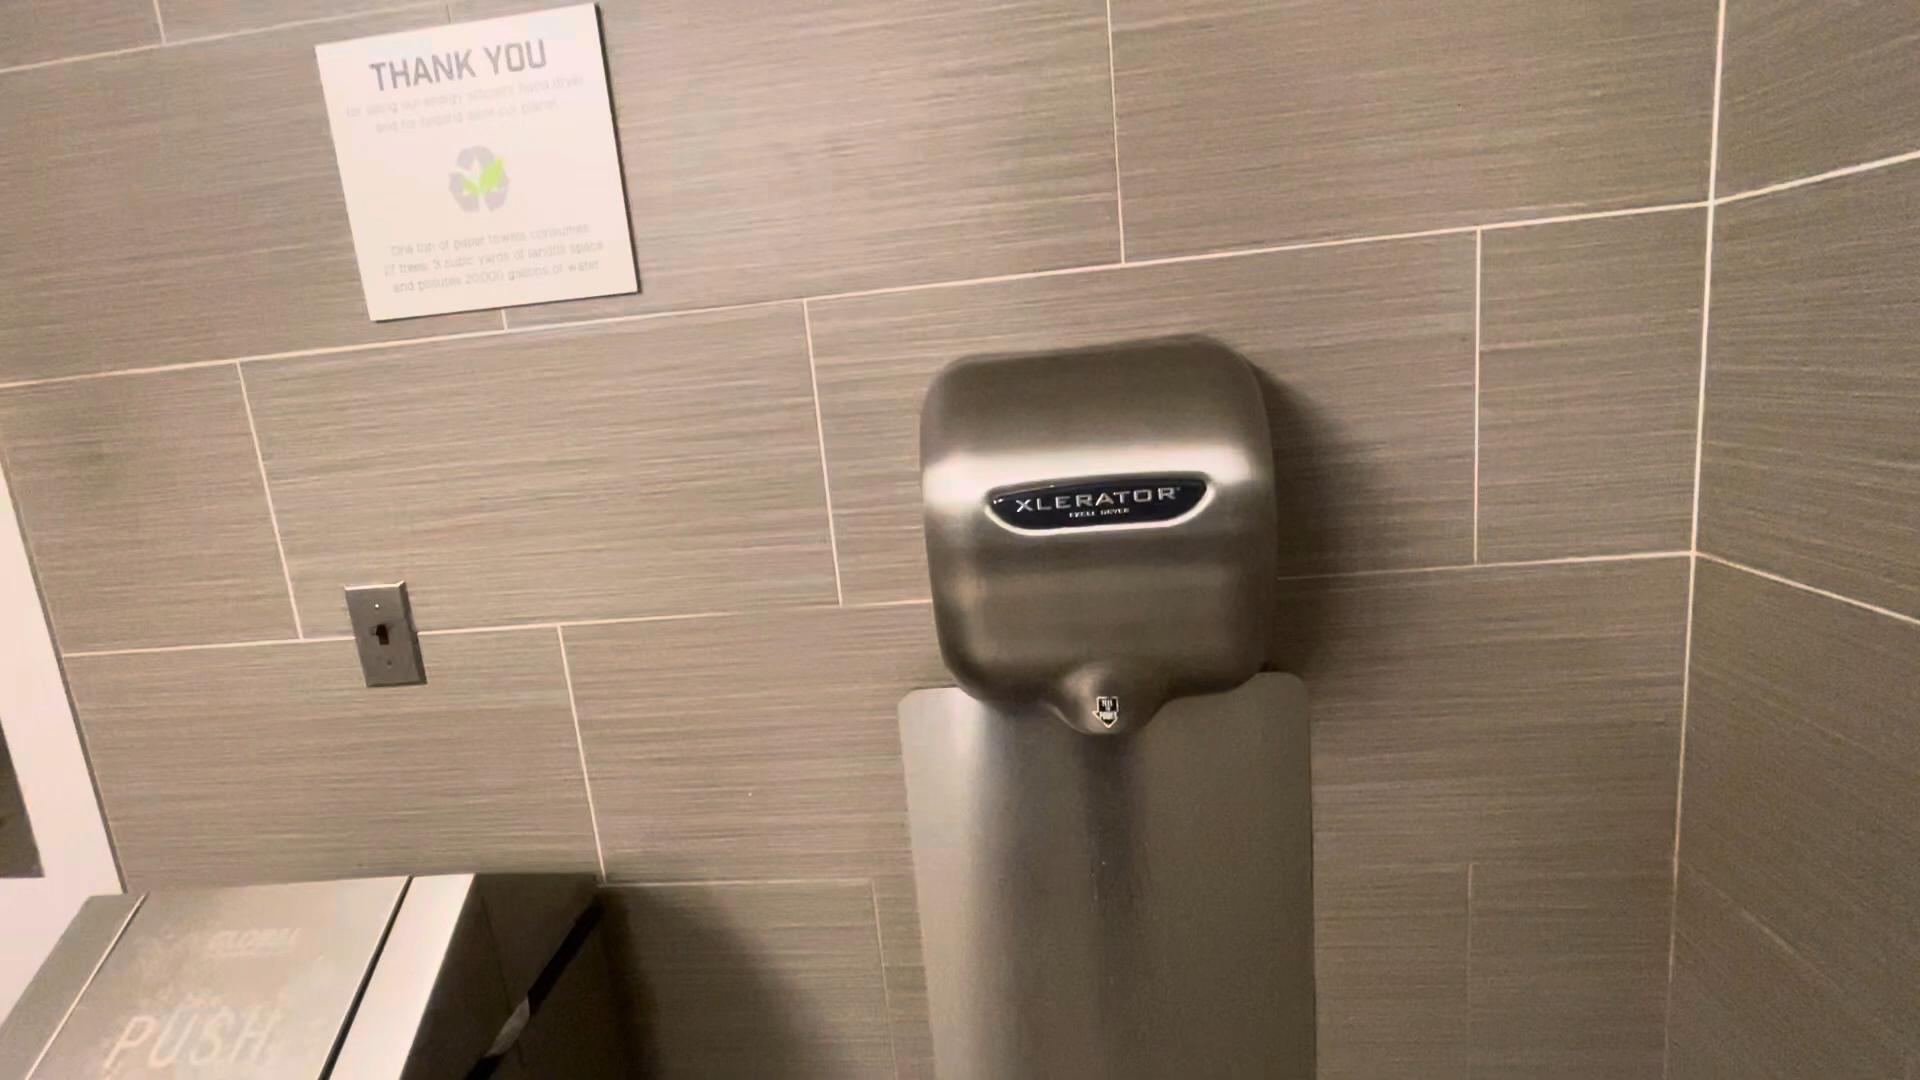 THANK YOU
for using our energy efficient hand dryer
and for helping save our planet.
One ton of paper towels consumes
17 trees, 3 cubic yards of landfill space
and pollutes 20,000 gallons of water
XLERATOR®
EXCEL DRYER
GLOBAL
PUSH